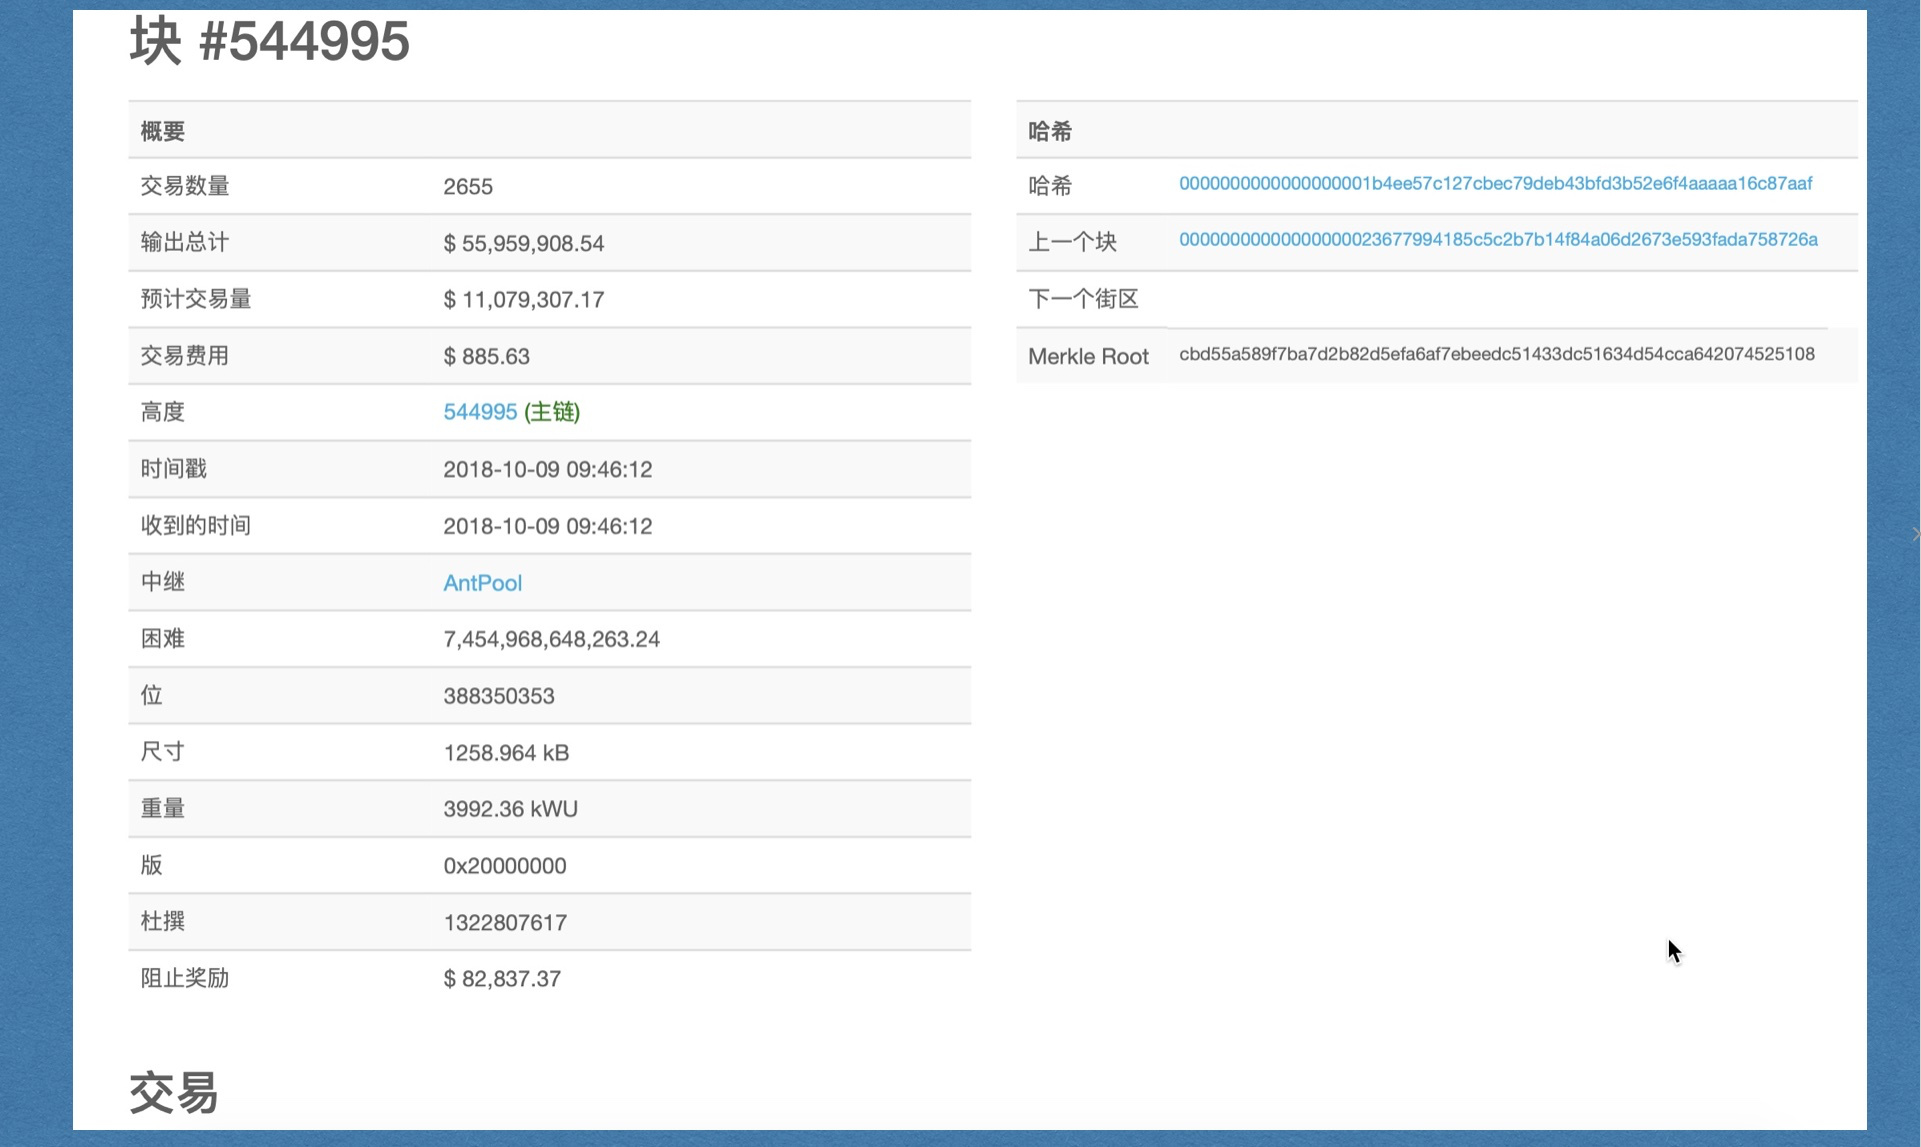 块 #544995
概要
交易数量 2655
输出总计 $ 55,959,908.54
预计交易量 $ 11,079,307.17
交易费用 $ 885.63
高度 544995 (主链)
时间戳 2018-10-09 09:46:12
收到的时间 2018-10-09 09:46:12
中继 AntPool
困难 7,454,968,648,263.24
位 388350353
尺寸 1258.964 kB
重量 3992.36 kWU
版 0x20000000
杜撰 1322807617
阻止奖励 $ 82,837.37
哈希
哈希 0000000000000000001b4ee57c127cbec79deb43bfd3b52e6f4aaaaa16c87aaf
上一个块 00000000000000000023677994185c5c2b7b14f84a06d2673e593fada758726a
下一个街区
Merkle Root cbd55a589f7ba7d2b82d5efa6af7ebeedc51433dc51634d54cca642074525108
交易